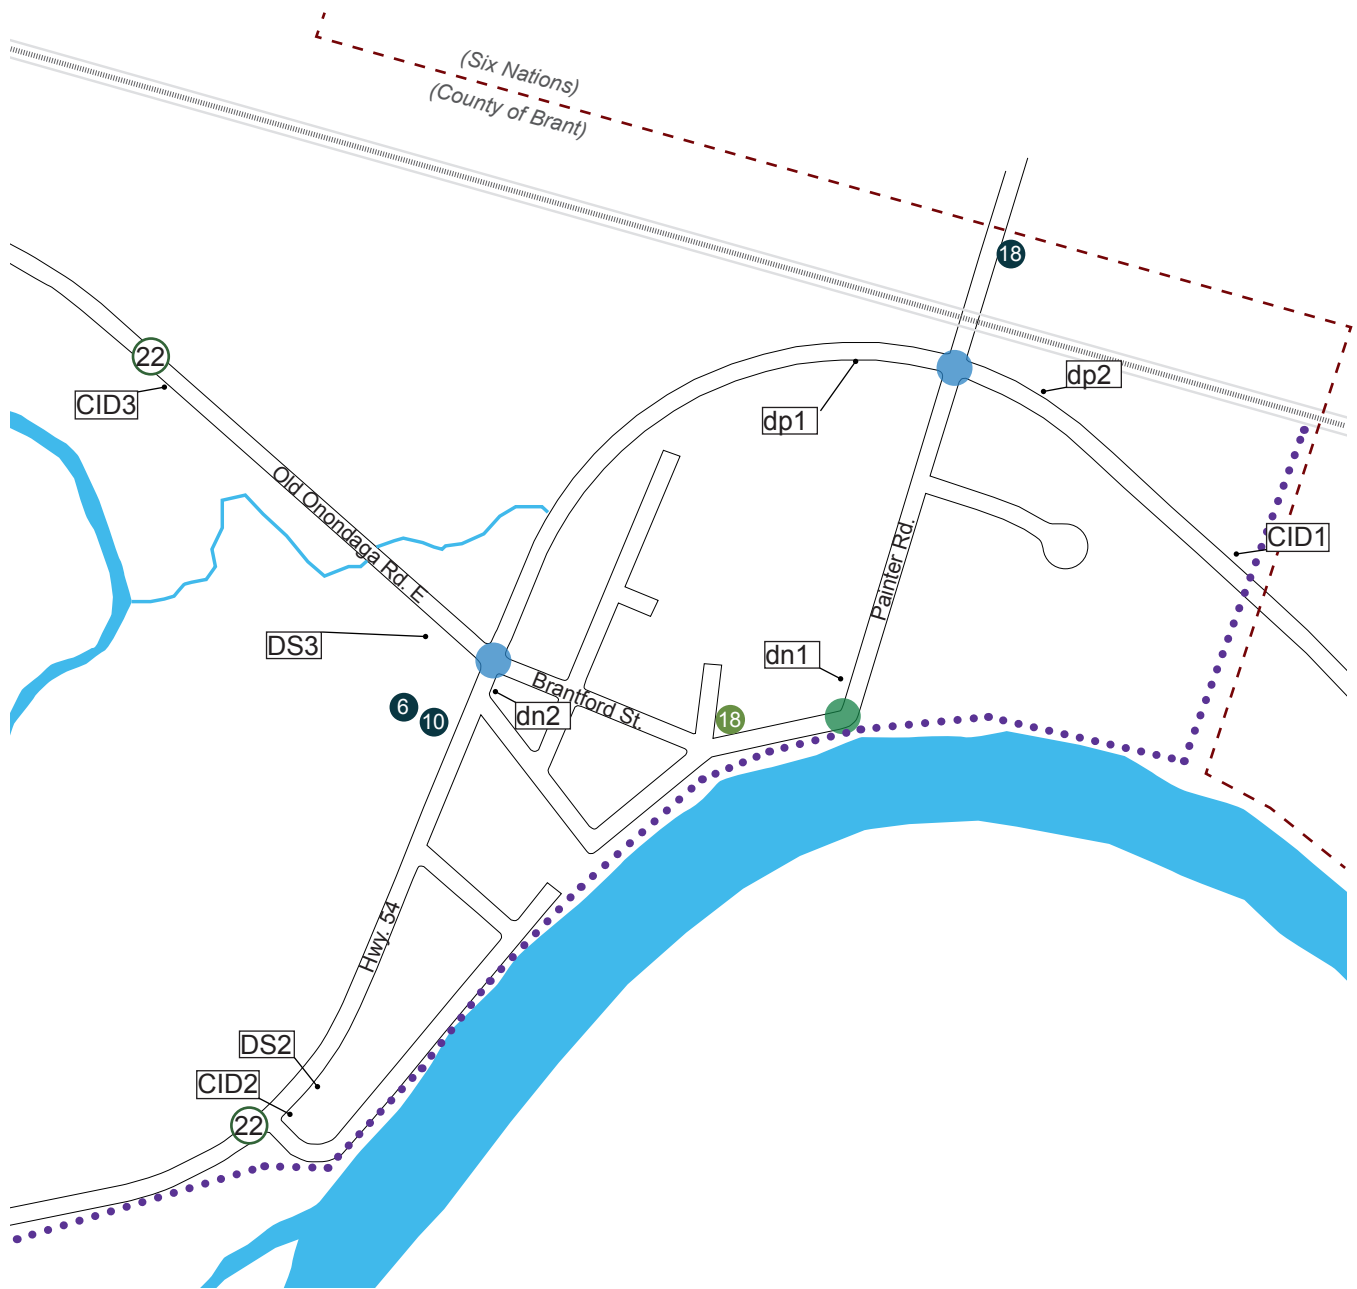 (Six Nations)
(County of Brant)
18
22
CID3
dp2
dp1
Old Onondaga Rd. E
CID1
Painter Rd.
DS3
dn1
Brantford St.
6
10
dn2
18
Hwy. 54
DS2
CID2
22